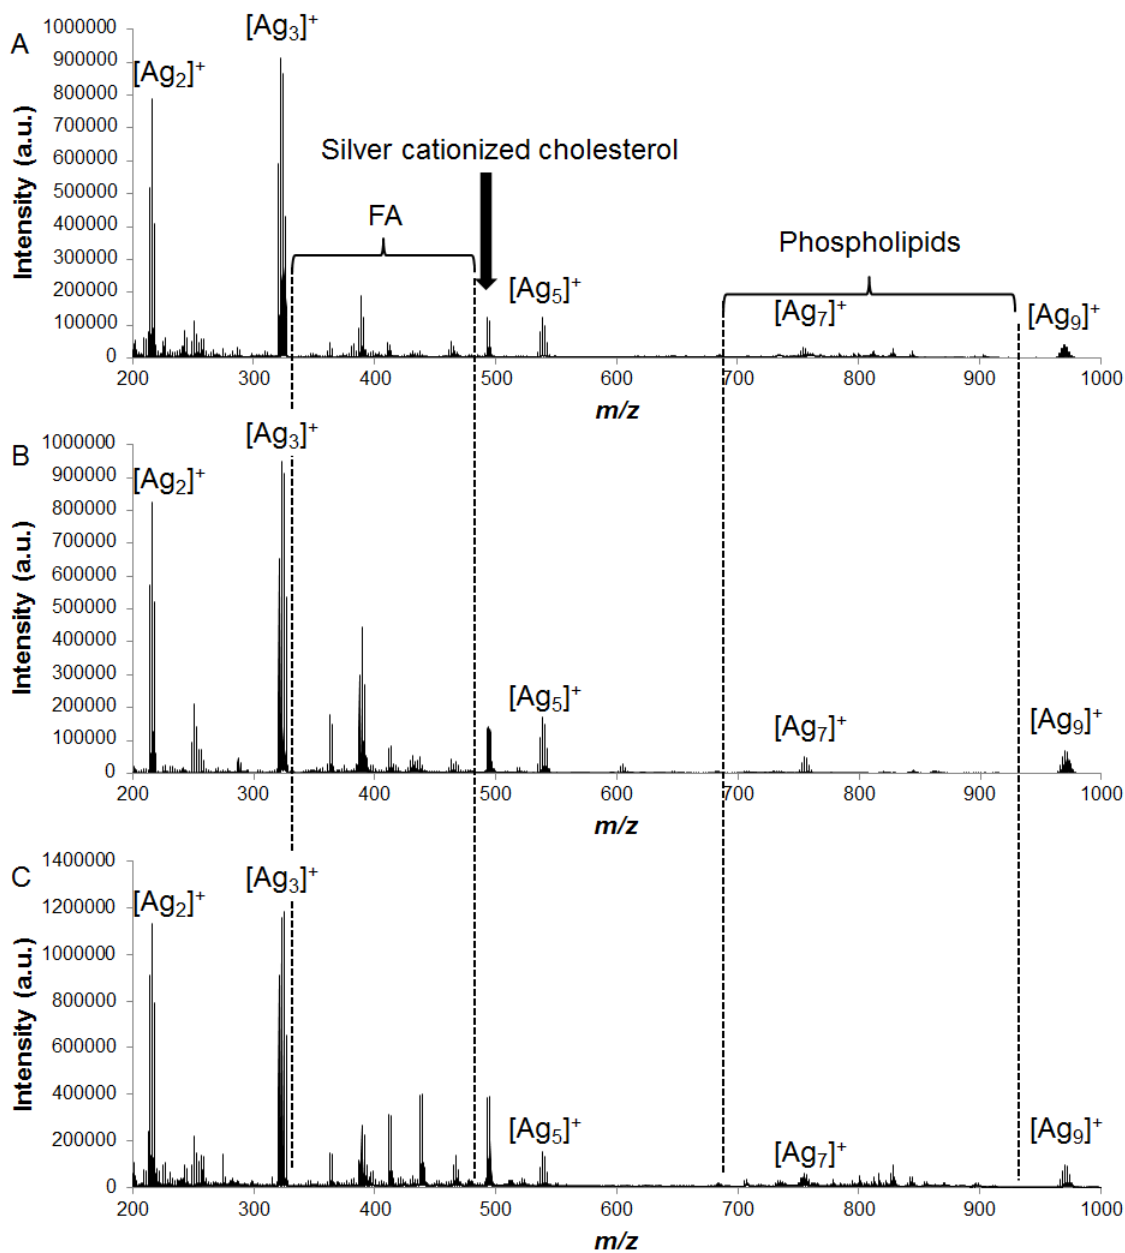 A
[Ag3]+
[Ag2]+
Silver cationized cholesterol
FA
[Ag5]+
Phospholipids
[Ag7]+
[Ag9]+
Intensity (a.u.)
1000000
900000
800000
700000
600000
500000
400000
300000
200000
100000
0
200 300 400 500 600 700 800 900 1000
m/z
B
[Ag3]+
[Ag2]+
[Ag5]+
[Ag7]+
[Ag9]+
Intensity (a.u.)
1000000
900000
800000
700000
600000
500000
400000
300000
200000
100000
0
200 300 400 500 600 700 800 900 1000
m/z
C
[Ag3]+
[Ag2]+
[Ag5]+
[Ag7]+
[Ag9]+
Intensity (a.u.)
1400000
1200000
1000000
800000
600000
400000
200000
0
200 300 400 500 600 700 800 900 1000
m/z